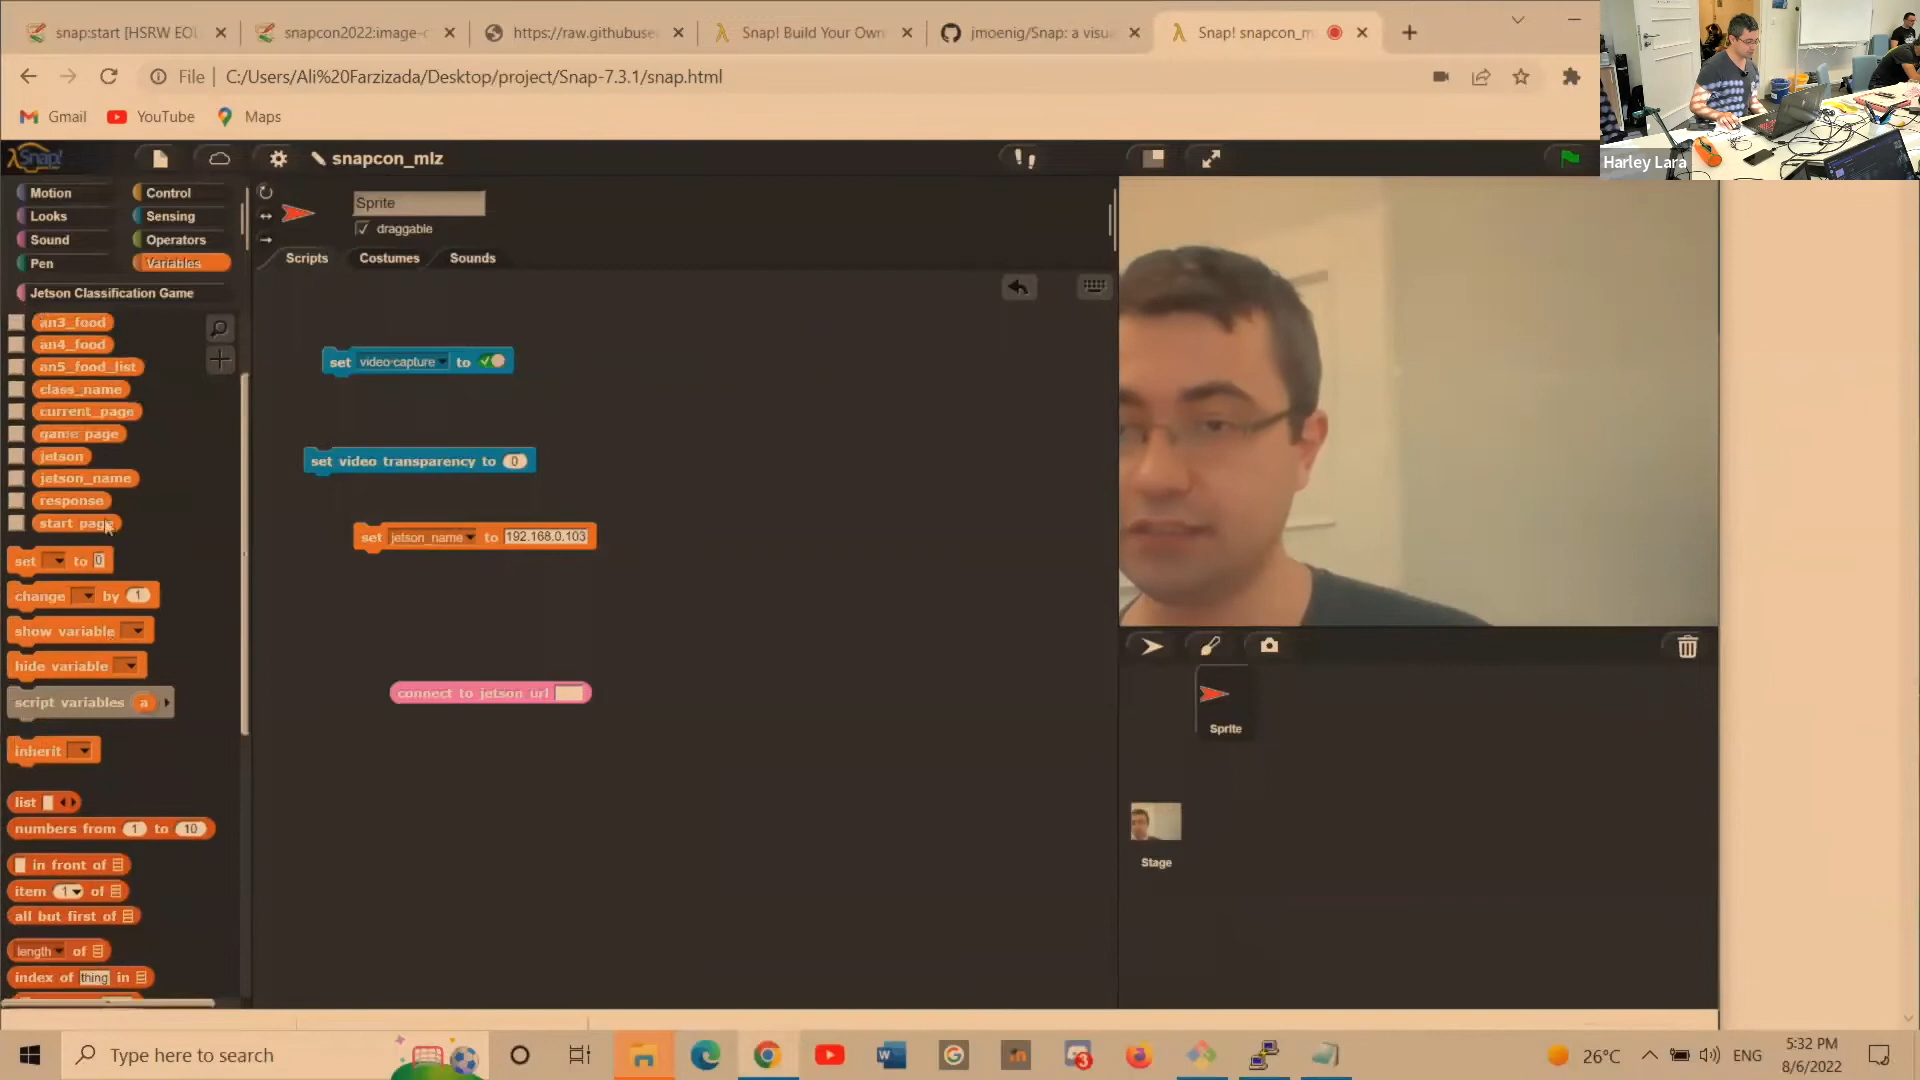 snap:start [HSRW EOL
snapcon2022:image-c
https://raw.githubuse
Snap! Build Your Own
jmoenig/Snap: a visua
Snap! snapcon_m
File | C:/Users/Ali%20Farzizada/Desktop/project/Snap-7.3.1/snap.html
Gmail YouTube Maps
Harley Lara
Snap!
snapcon_mlz
Motion Control
Looks Sensing
Sound Operators
Pen Variables
Jetson Classification Game
Sprite
draggable
Scripts Costumes Sounds
an3_food
an4_food
an5_food_list
class_name
current_page
game page
jetson
jetson_name
response
start page
set to 0
change by 1
show variable
hide variable
script variables a
inherit
list
numbers from 1 to 10
in front of
item 1 of
all but first of
length of
index of thing in
set video capture to
set video transparency to 0
set jetson_name to 192.168.0.103
connect to jetson url
Sprite
Stage
Type here to search
3
26°C
ENG
5:32 PM
8/6/2022